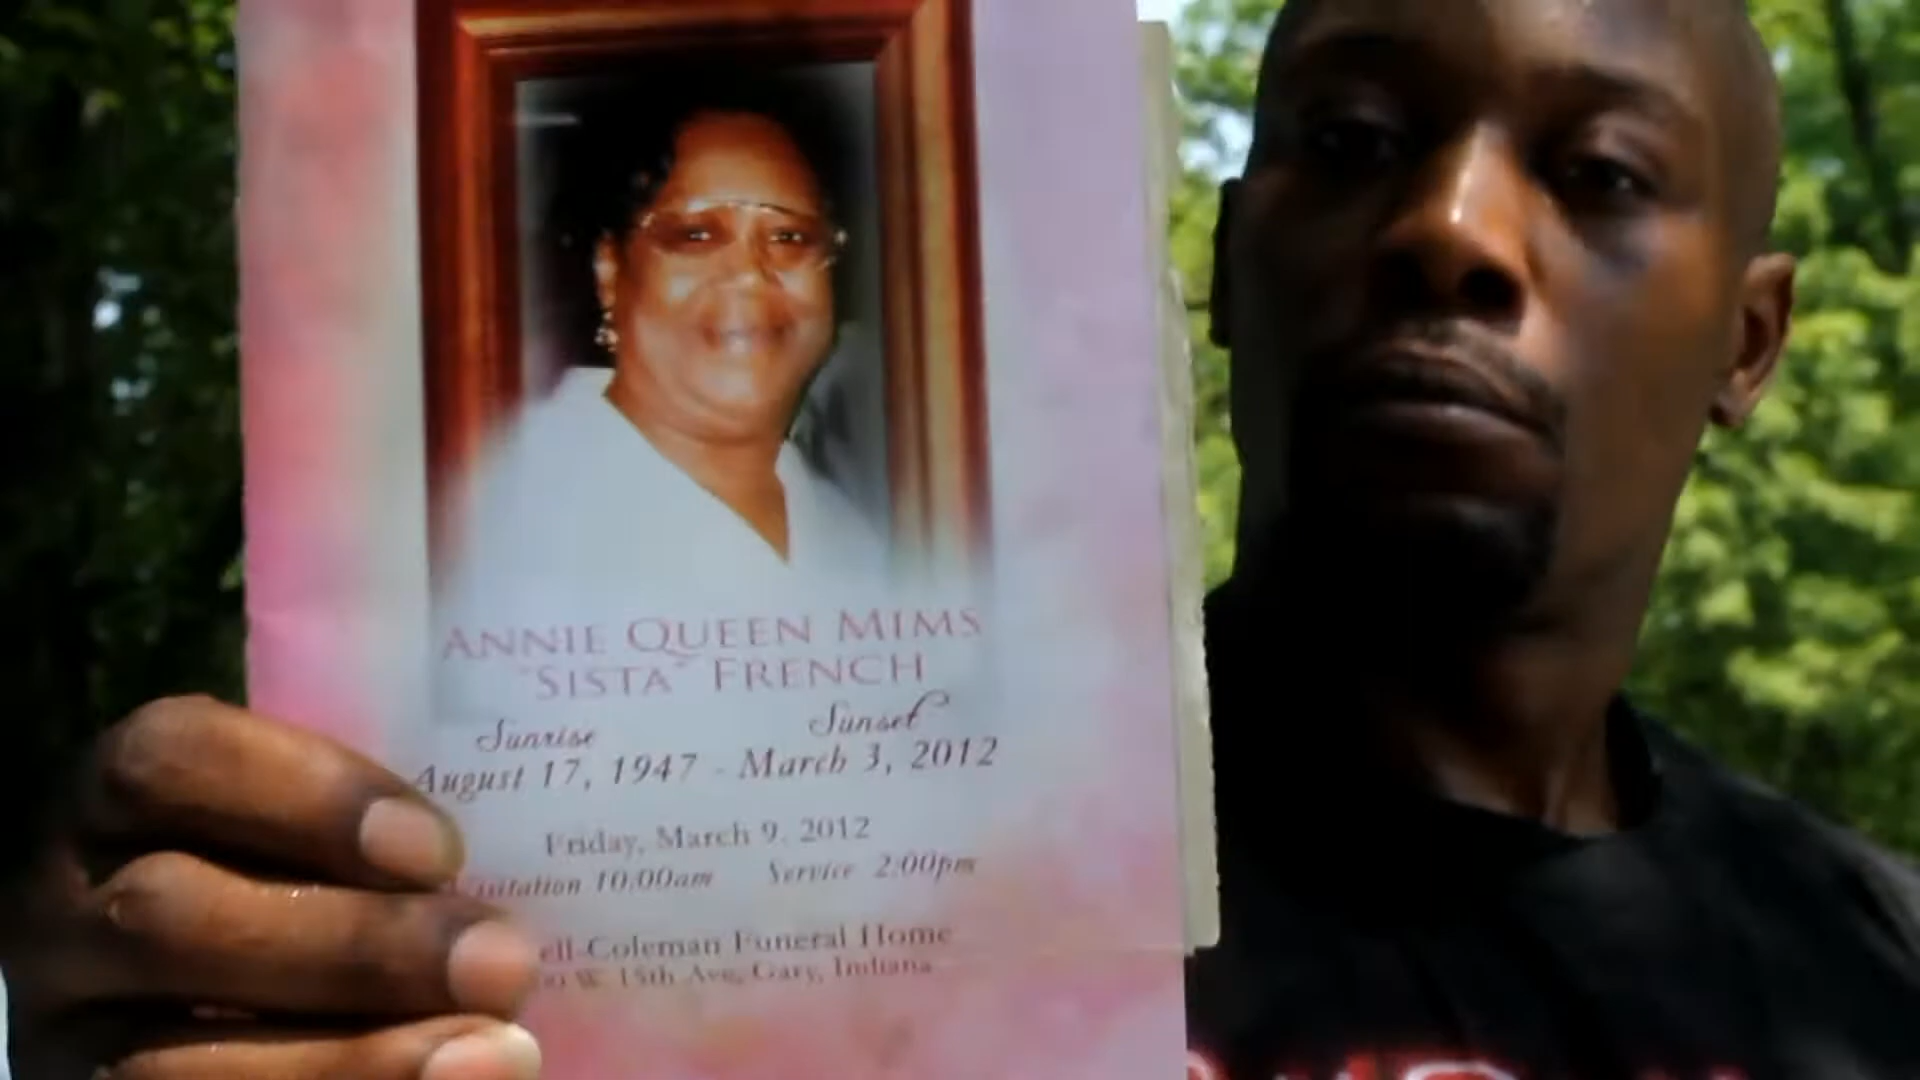 ANNIE QUEEN MIMS
"SISTA" FRENCH
Sunrise Sunset
August 17, 1947 - March 3, 2012
Friday, March 9, 2012
Visitation 10:00am Service 2:00pm
ell-Coleman Funeral Home
W. 15th Ave, Gary, Indiana